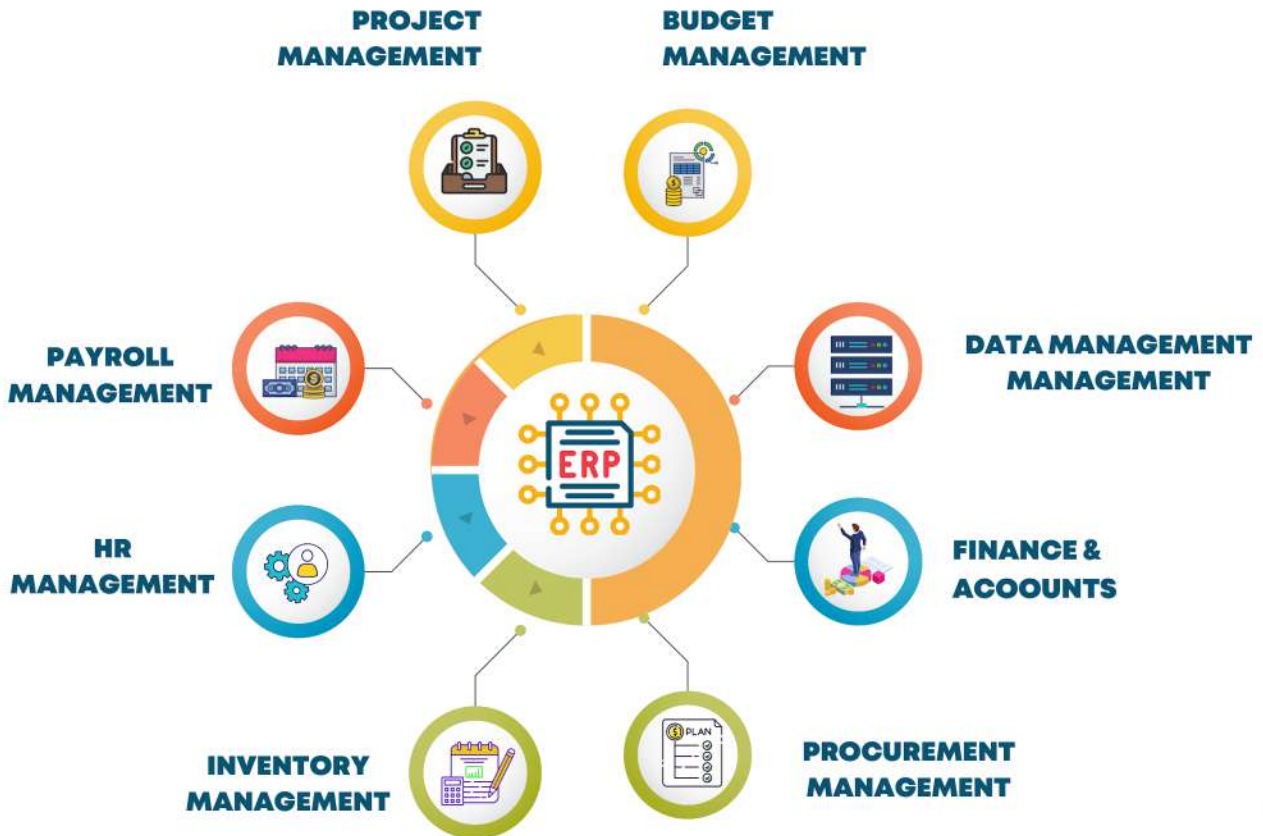 PROJECT
MANAGEMENT
BUDGET
MANAGEMENT
PAYROLL
MANAGEMENT
DATA MANAGEMENT
MANAGEMENT
ERP
HR
MANAGEMENT
FINANCE &
ACOOUNTS
INVENTORY
MANAGEMENT
$ PLAN
PROCUREMENT
MANAGEMENT